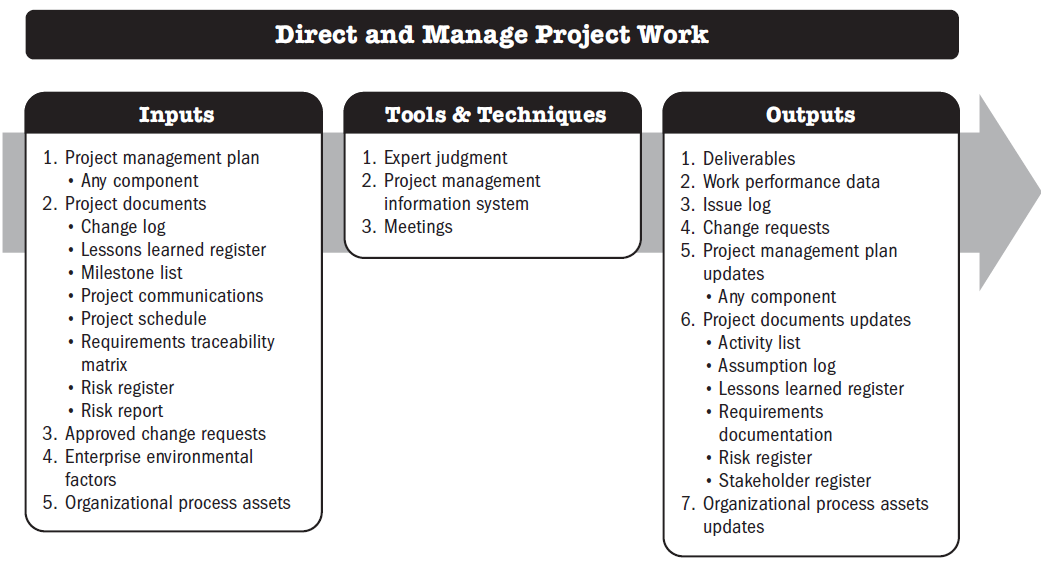 Direct and Manage Project Work
Inputs
1. Project management plan
• Any component
2. Project documents
• Change log
• Lessons learned register
• Milestone list
• Project communications
• Project schedule
• Requirements traceability
matrix
• Risk register
• Risk report
3. Approved change requests
4. Enterprise environmental
factors
5. Organizational process assets
Tools & Techniques
1. Expert judgment
2. Project management
information system
3. Meetings
Outputs
1. Deliverables
2. Work performance data
3. Issue log
4. Change requests
5. Project management plan
updates
• Any component
6. Project documents updates
• Activity list
• Assumption log
• Lessons learned register
• Requirements
documentation
• Risk register
• Stakeholder register
7. Organizational process assets
updates